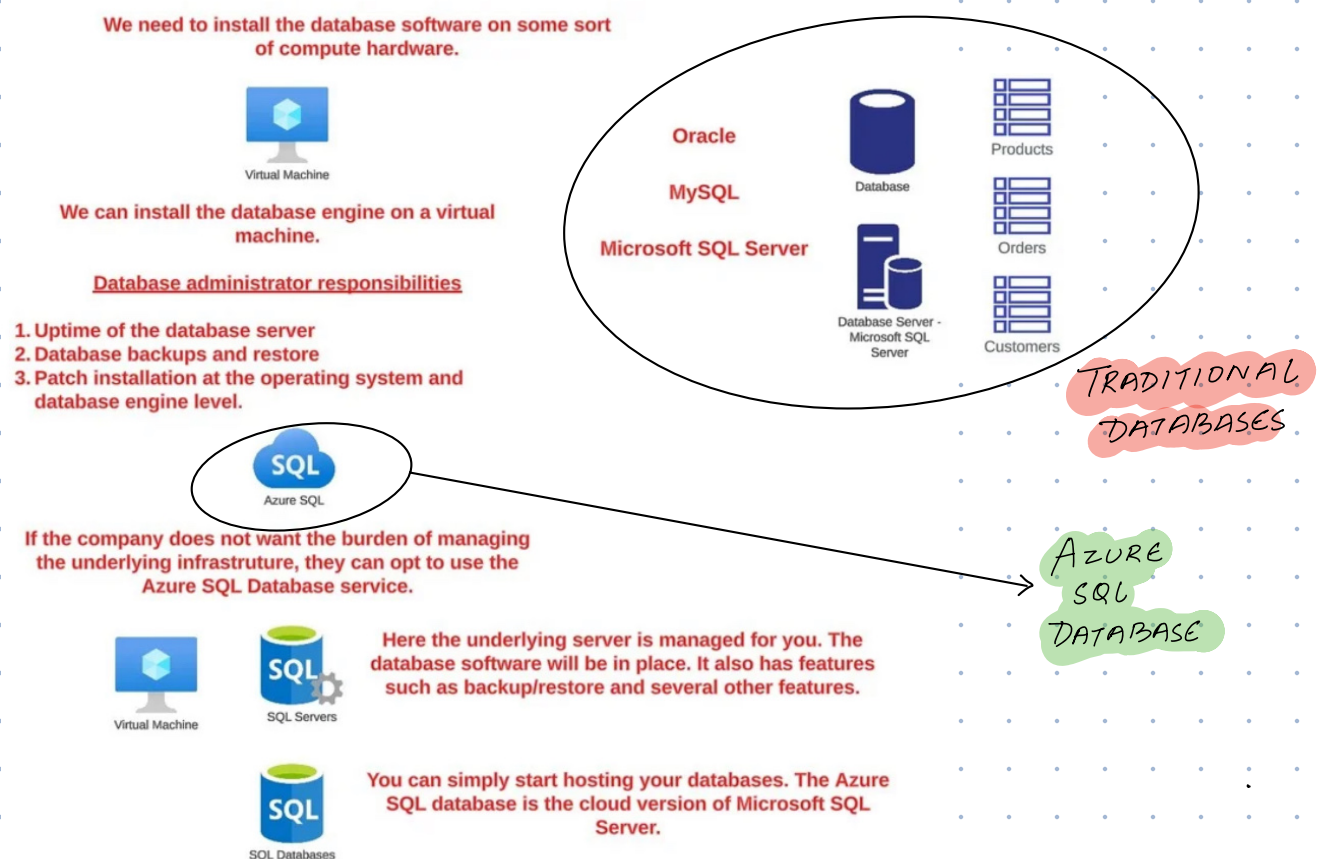 We need to install the database software on some sort
of compute hardware.
Virtual Machine
We can install the database engine on a virtual
machine.
Database administrator responsibilities
1. Uptime of the database server
2. Database backups and restore
3. Patch installation at the operating system and
database engine level.
Oracle
MySQL
Microsoft SQL Server
Database
Database Server -
Microsoft SQL
Server
Products
Orders
Customers
TRADITIONAL
DATABASES
SQL
Azure SQL
If the company does not want the burden of managing
the underlying infrastruture, they can opt to use the
Azure SQL Database service.
AZURE
SQL
DATABASE
Virtual Machine
SQL
SQL Servers
Here the underlying server is managed for you. The
database software will be in place. It also has features
such as backup/restore and several other features.
SQL
SQL Databases
You can simply start hosting your databases. The Azure
SQL database is the cloud version of Microsoft SQL
Server.